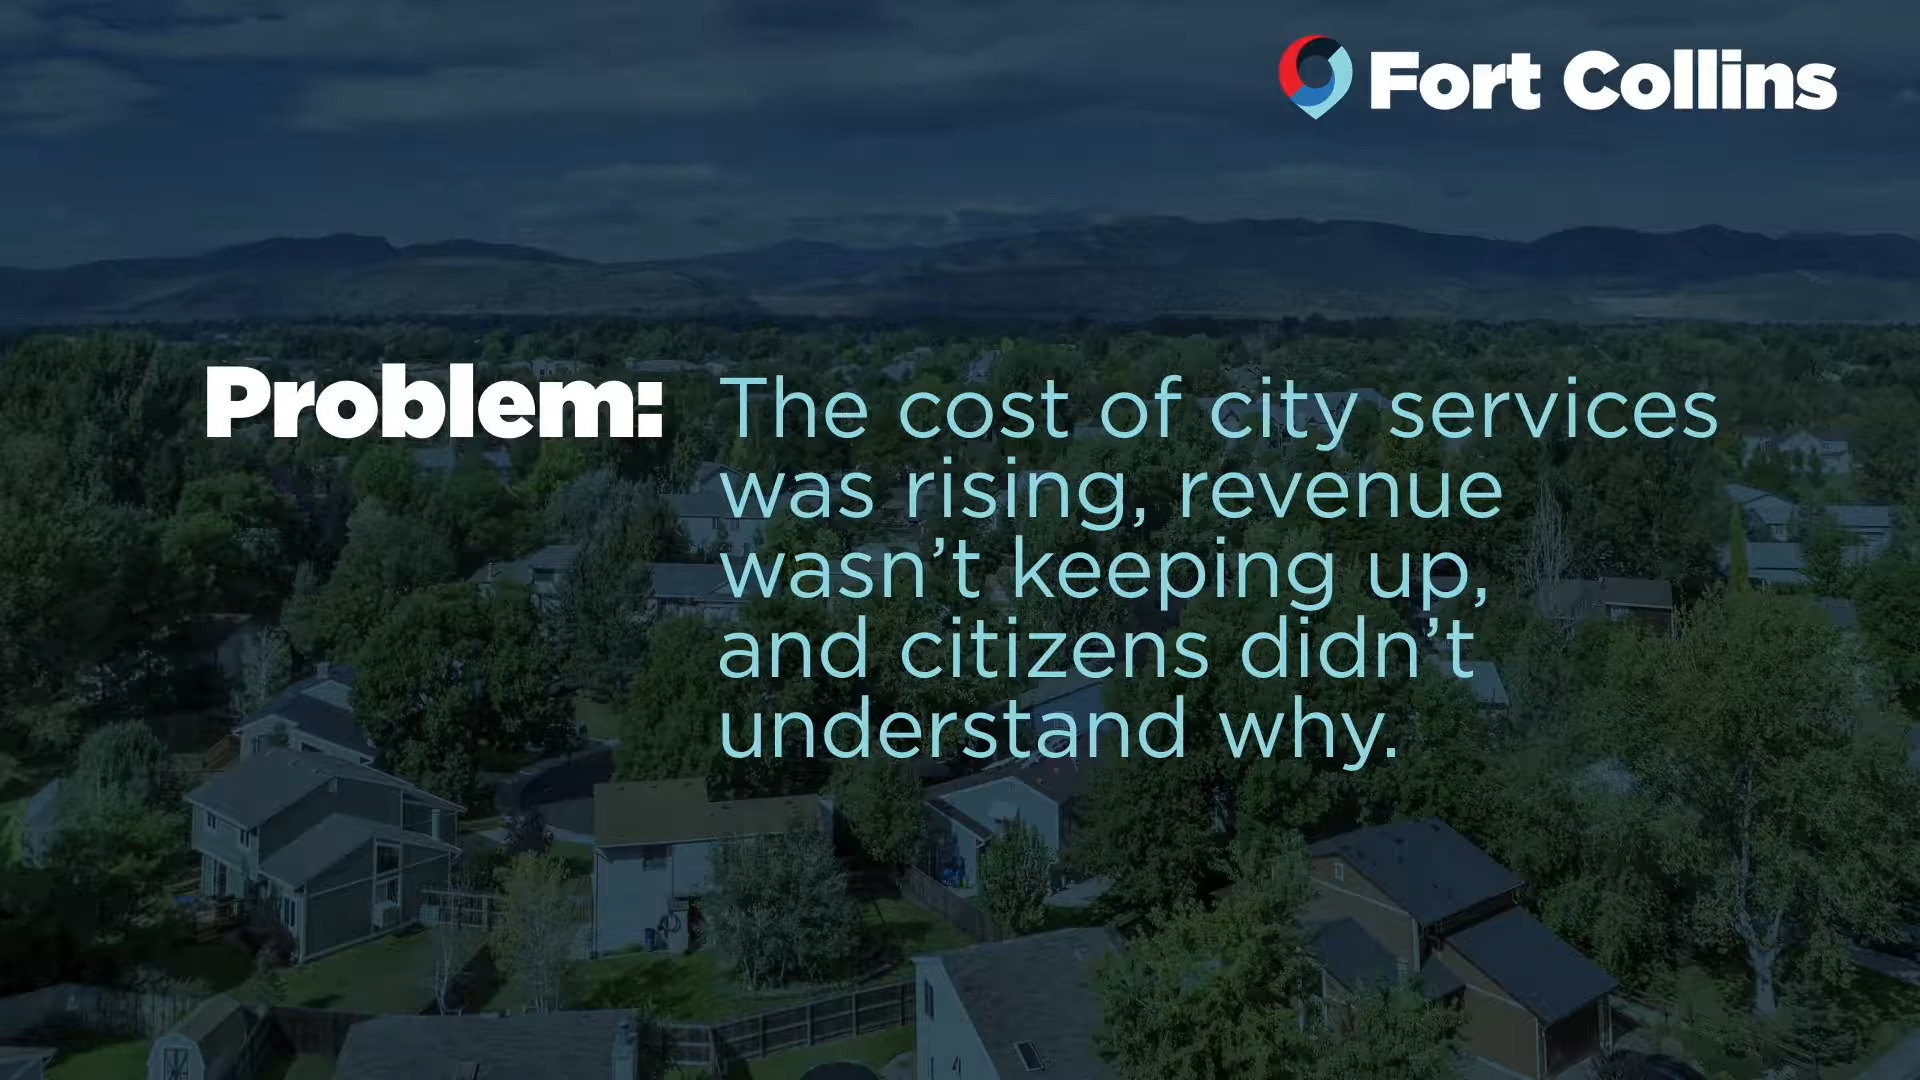 Fort Collins
Problem:
The cost of city services
was rising, revenue
wasn’t keeping up,
and citizens didn’t
understand why.